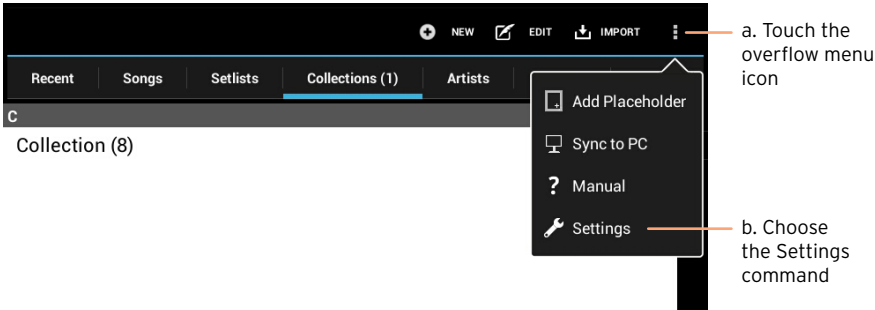 NEW EDIT IMPORT
a. Touch the
overflow menu
icon
Recent Songs Setlists Collections (1) Artists
C
Collection (8)
Add Placeholder
Sync to PC
? Manual
Settings
b. Choose
the Settings
command